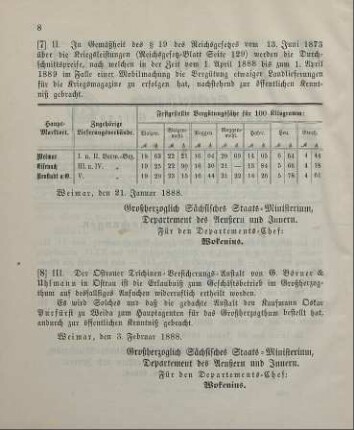 8
[7] II. In Gemäßheit des § 19 des Reichsgesetzes vom 13. Juni 1873
über die Kriegsleistungen (Reichsgesetz-Blatt Seite 129) werden die Durch-
schnittspreise, nach welchen in der Zeit vom 1. April 1888 bis zum 1. April
1889 im Falle einer Mobilmachung die Vergütung etwaiger Landlieferungen
für die Kriegsmagazine zu erfolgen hat, nachstehend zur öffentlichen Kennt-
niß gebracht.
Haupt-Marktort. Zugehörige Lieferungsverbände. Festgestellte Vergütungssätze für 100 Kilogramm:
Weizen. Weizenmehl. Roggen. Roggenmehl. Hafer. Heu. Stroh.
Weimar I. u. II. Verw.-Bez.
Eisenach III. u. IV. "
Neustadt a.O. V. "
Weimar, den 21. Januar 1888.
Großherzoglich Sächsisches Staats-Ministerium,
Departement des Aeußern und Innern.
Für den Departements-Chef:
Wokenius.
[8] III. Der Ostrauer Trichinen-Versicherungs-Anstalt von G. Börner &
Uhlmann in Ostrau ist die Erlaubniß zum Geschäftsbetrieb im Großherzog-
thum auf desfallsiges Ansuchen widerruflich ertheilt worden.
Es wird Solches und daß die gedachte Anstalt den Kaufmann Oskar
Purfürst zu Weida zum Hauptagenten für das Großherzogthum bestellt hat,
andurch zur öffentlichen Kenntniß gebracht.
Weimar, den 3. Februar 1888.
Großherzoglich Sächsisches Staats-Ministerium,
Departement des Aeußern und Innern.
Für den Departements-Chef:
Wokenius.